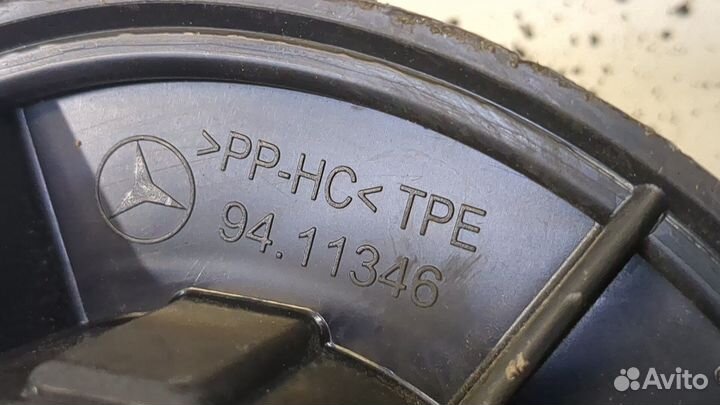 >PP-HC< TPE
94.11346
Avito